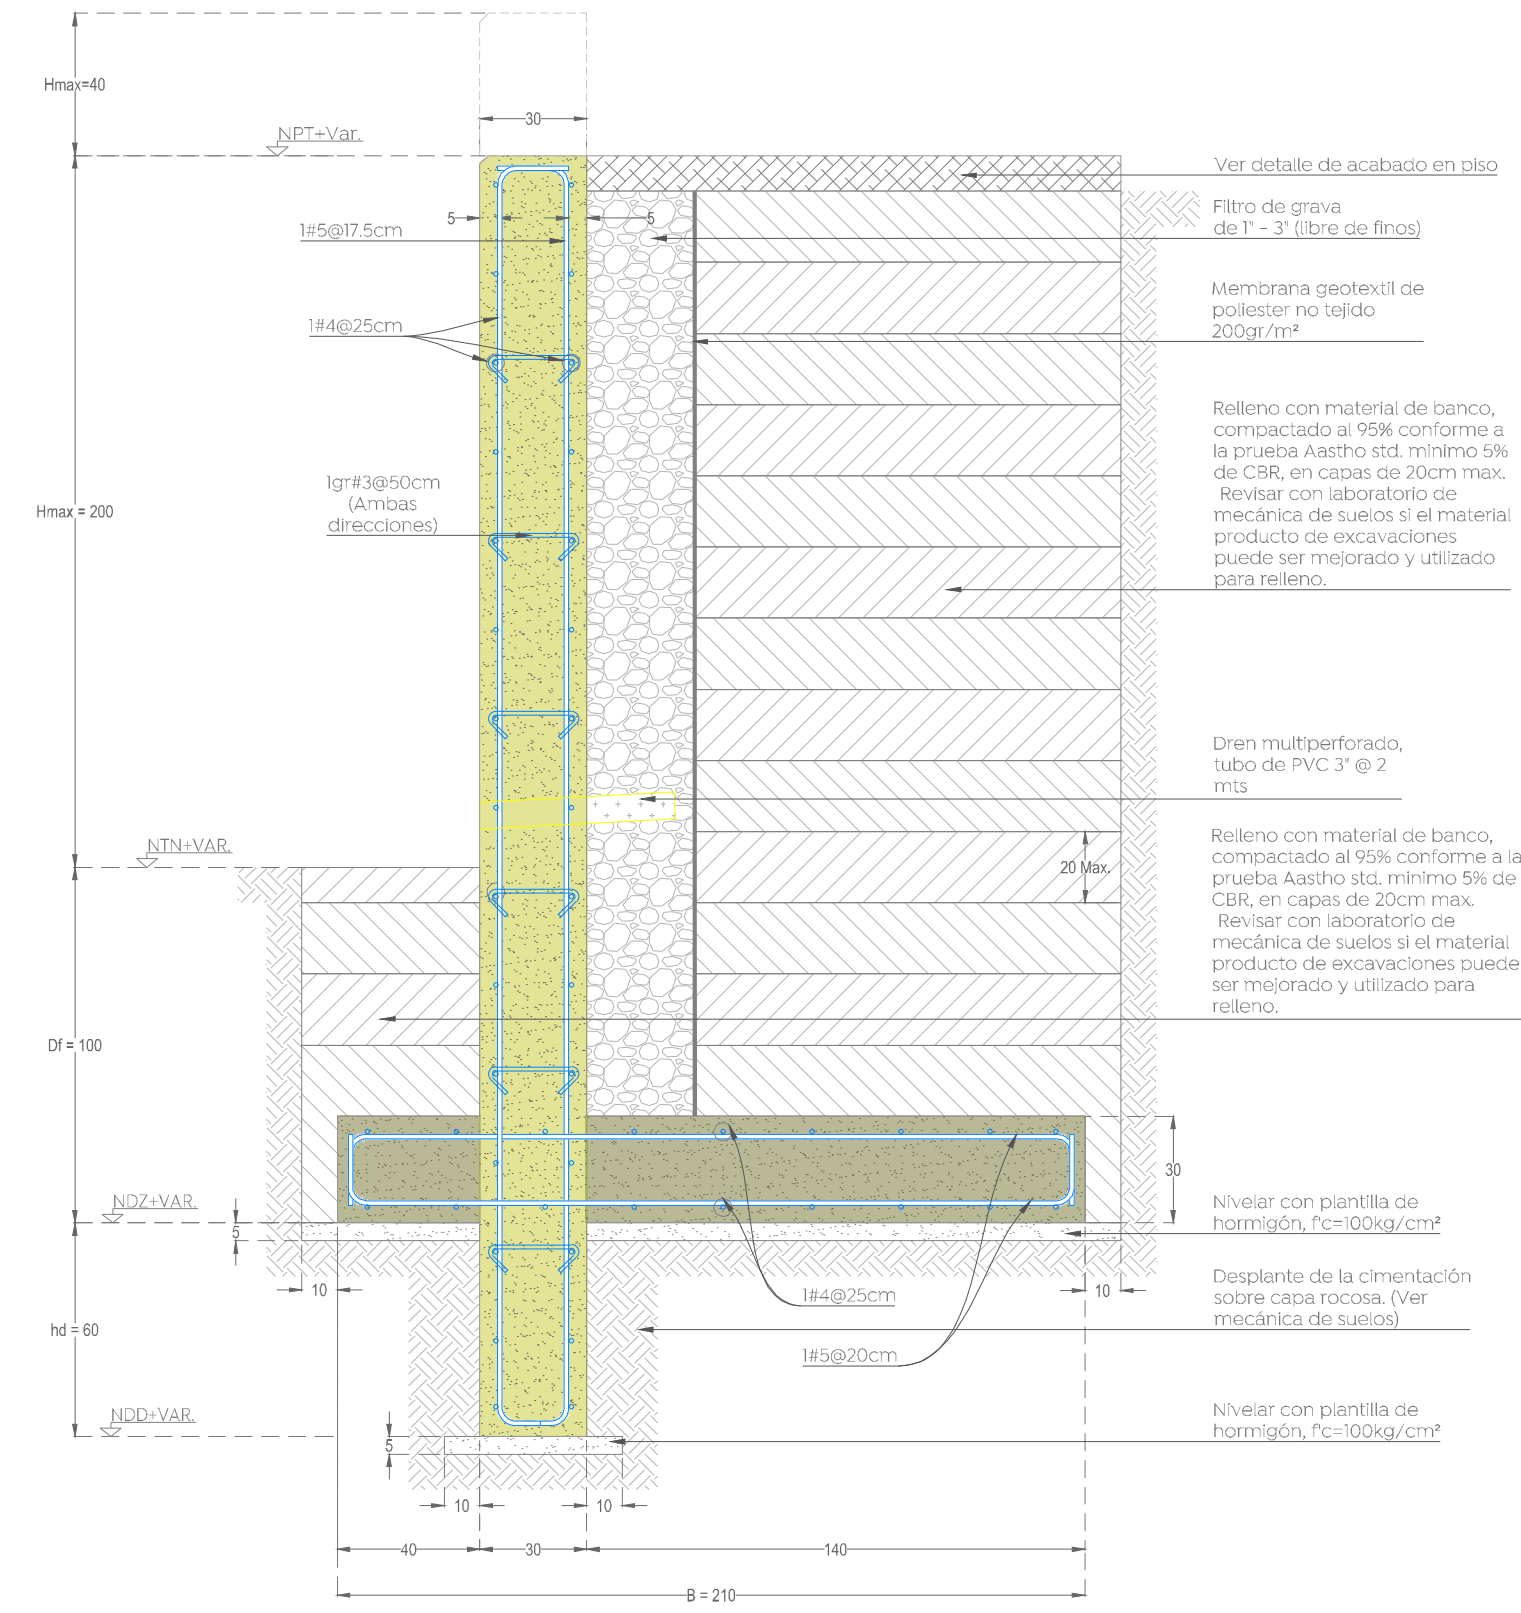 Hmax=40
NPT+Var.
30
Ver detalle de acabado en piso
5
5
1#5@17.5cm
Filtro de grava
de 1" - 3" (libre de finos)
Membrana geotextil de
poliester no tejido
200gr/m²
1#4@25cm
Relleno con material de banco,
compactado al 95% conforme a
la prueba Aastho std. minimo 5%
de CBR, en capas de 20cm max.
Revisar con laboratorio de
mecánica de suelos si el material
producto de excavaciones
puede ser mejorado y utilizado
para relleno.
1gr#3@50cm
(Ambas
direcciones)
Hmax = 200
Dren multiperforado,
tubo de PVC 3" @ 2
mts
NTN+VAR.
20 Max.
Relleno con material de banco,
compactado al 95% conforme a la
prueba Aastho std. minimo 5% de
CBR, en capas de 20cm max.
Revisar con laboratorio de
mecánica de suelos si el material
producto de excavaciones puede
ser mejorado y utilizado para
relleno.
Df = 100
30
NDZ+VAR.
5
Nivelar con plantilla de
hormigón, f'c=100kg/cm²
10
10
1#4@25cm
Desplante de la cimentación
sobre capa rocosa. (Ver
mecánica de suelos)
hd = 60
1#5@20cm
NDD+VAR.
5
Nivelar con plantilla de
hormigón, f'c=100kg/cm²
10
10
40
30
140
B = 210